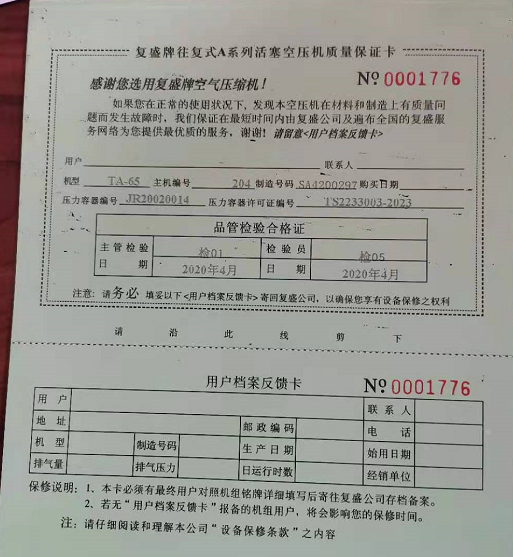 复盛牌往复式A系列活塞空压机质量保证卡
感谢您选用复盛牌空气压缩机! Nº 0001776
如果您在正常的使用状况下，发现本空压机在材料和制造上有质量问
题而发生故障时，我们保证在最短时间内由复盛公司及遍布全国的复盛服
务网络为您提供最优质的服务，谢谢! 请留意<用户档案反馈卡>
用户 联系人
机型 TA-65 主机编号 204 制造号码 SA4200297 购买日期
压力容器编号 JR20020014 压力容器许可证编号 TS2233003-2023
品管检验合格证
主管检验 检01 检验员 检05
日期 2020年4月 日期 2020年4月
注意: 请务必填妥以下<用户档案反馈卡>寄回复盛公司，以确保您享有设备保修之权利
请沿此线剪下
用户档案反馈卡 Nº 0001776
用户 联系人
地址 邮政编码 电话
机型 制造号码 生产日期 始用日期
排气量 排气压力 日运行时数 经销单位
保修说明: 1、本卡必须有最终用户对照机组铭牌详细填写后寄往复盛公司存档备案。
2、若无“用户档案反馈卡”报备的机组用户，将会影响您的保修时间。
注: 请仔细阅读和理解本公司“设备保修条款”之内容